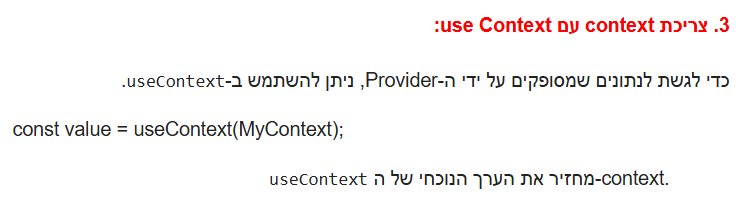 3. צריכת context עם use Context:
כדי לגשת לנתונים שמסופקים על ידי ה-Provider, ניתן להשתמש ב-useContext.
const value = useContext(MyContext);
useContext מחזיר את הערך הנוכחי של ה-context.